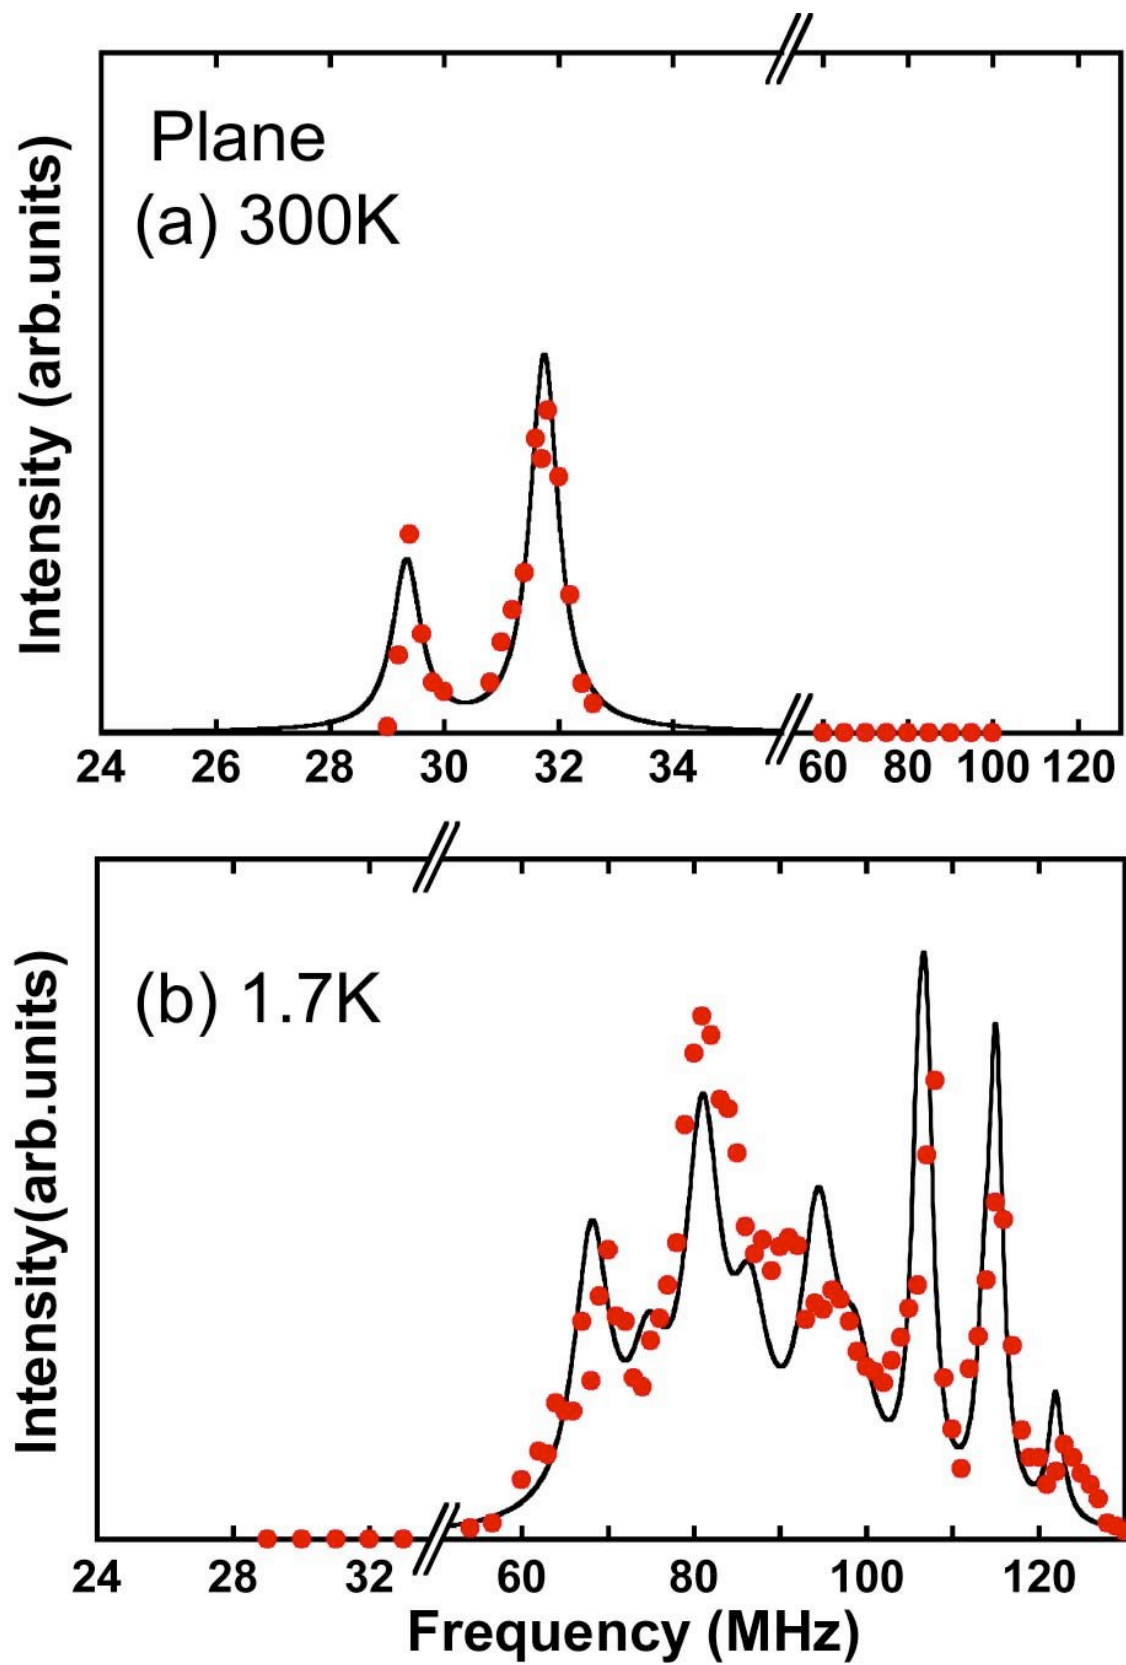 Plane
(a) 300K
Intensity (arb.units)
24 26 28 30 32 34 60 80 100 120
(b) 1.7K
Intensity(arb.units)
24 28 32 60 80 100 120
Frequency (MHz)